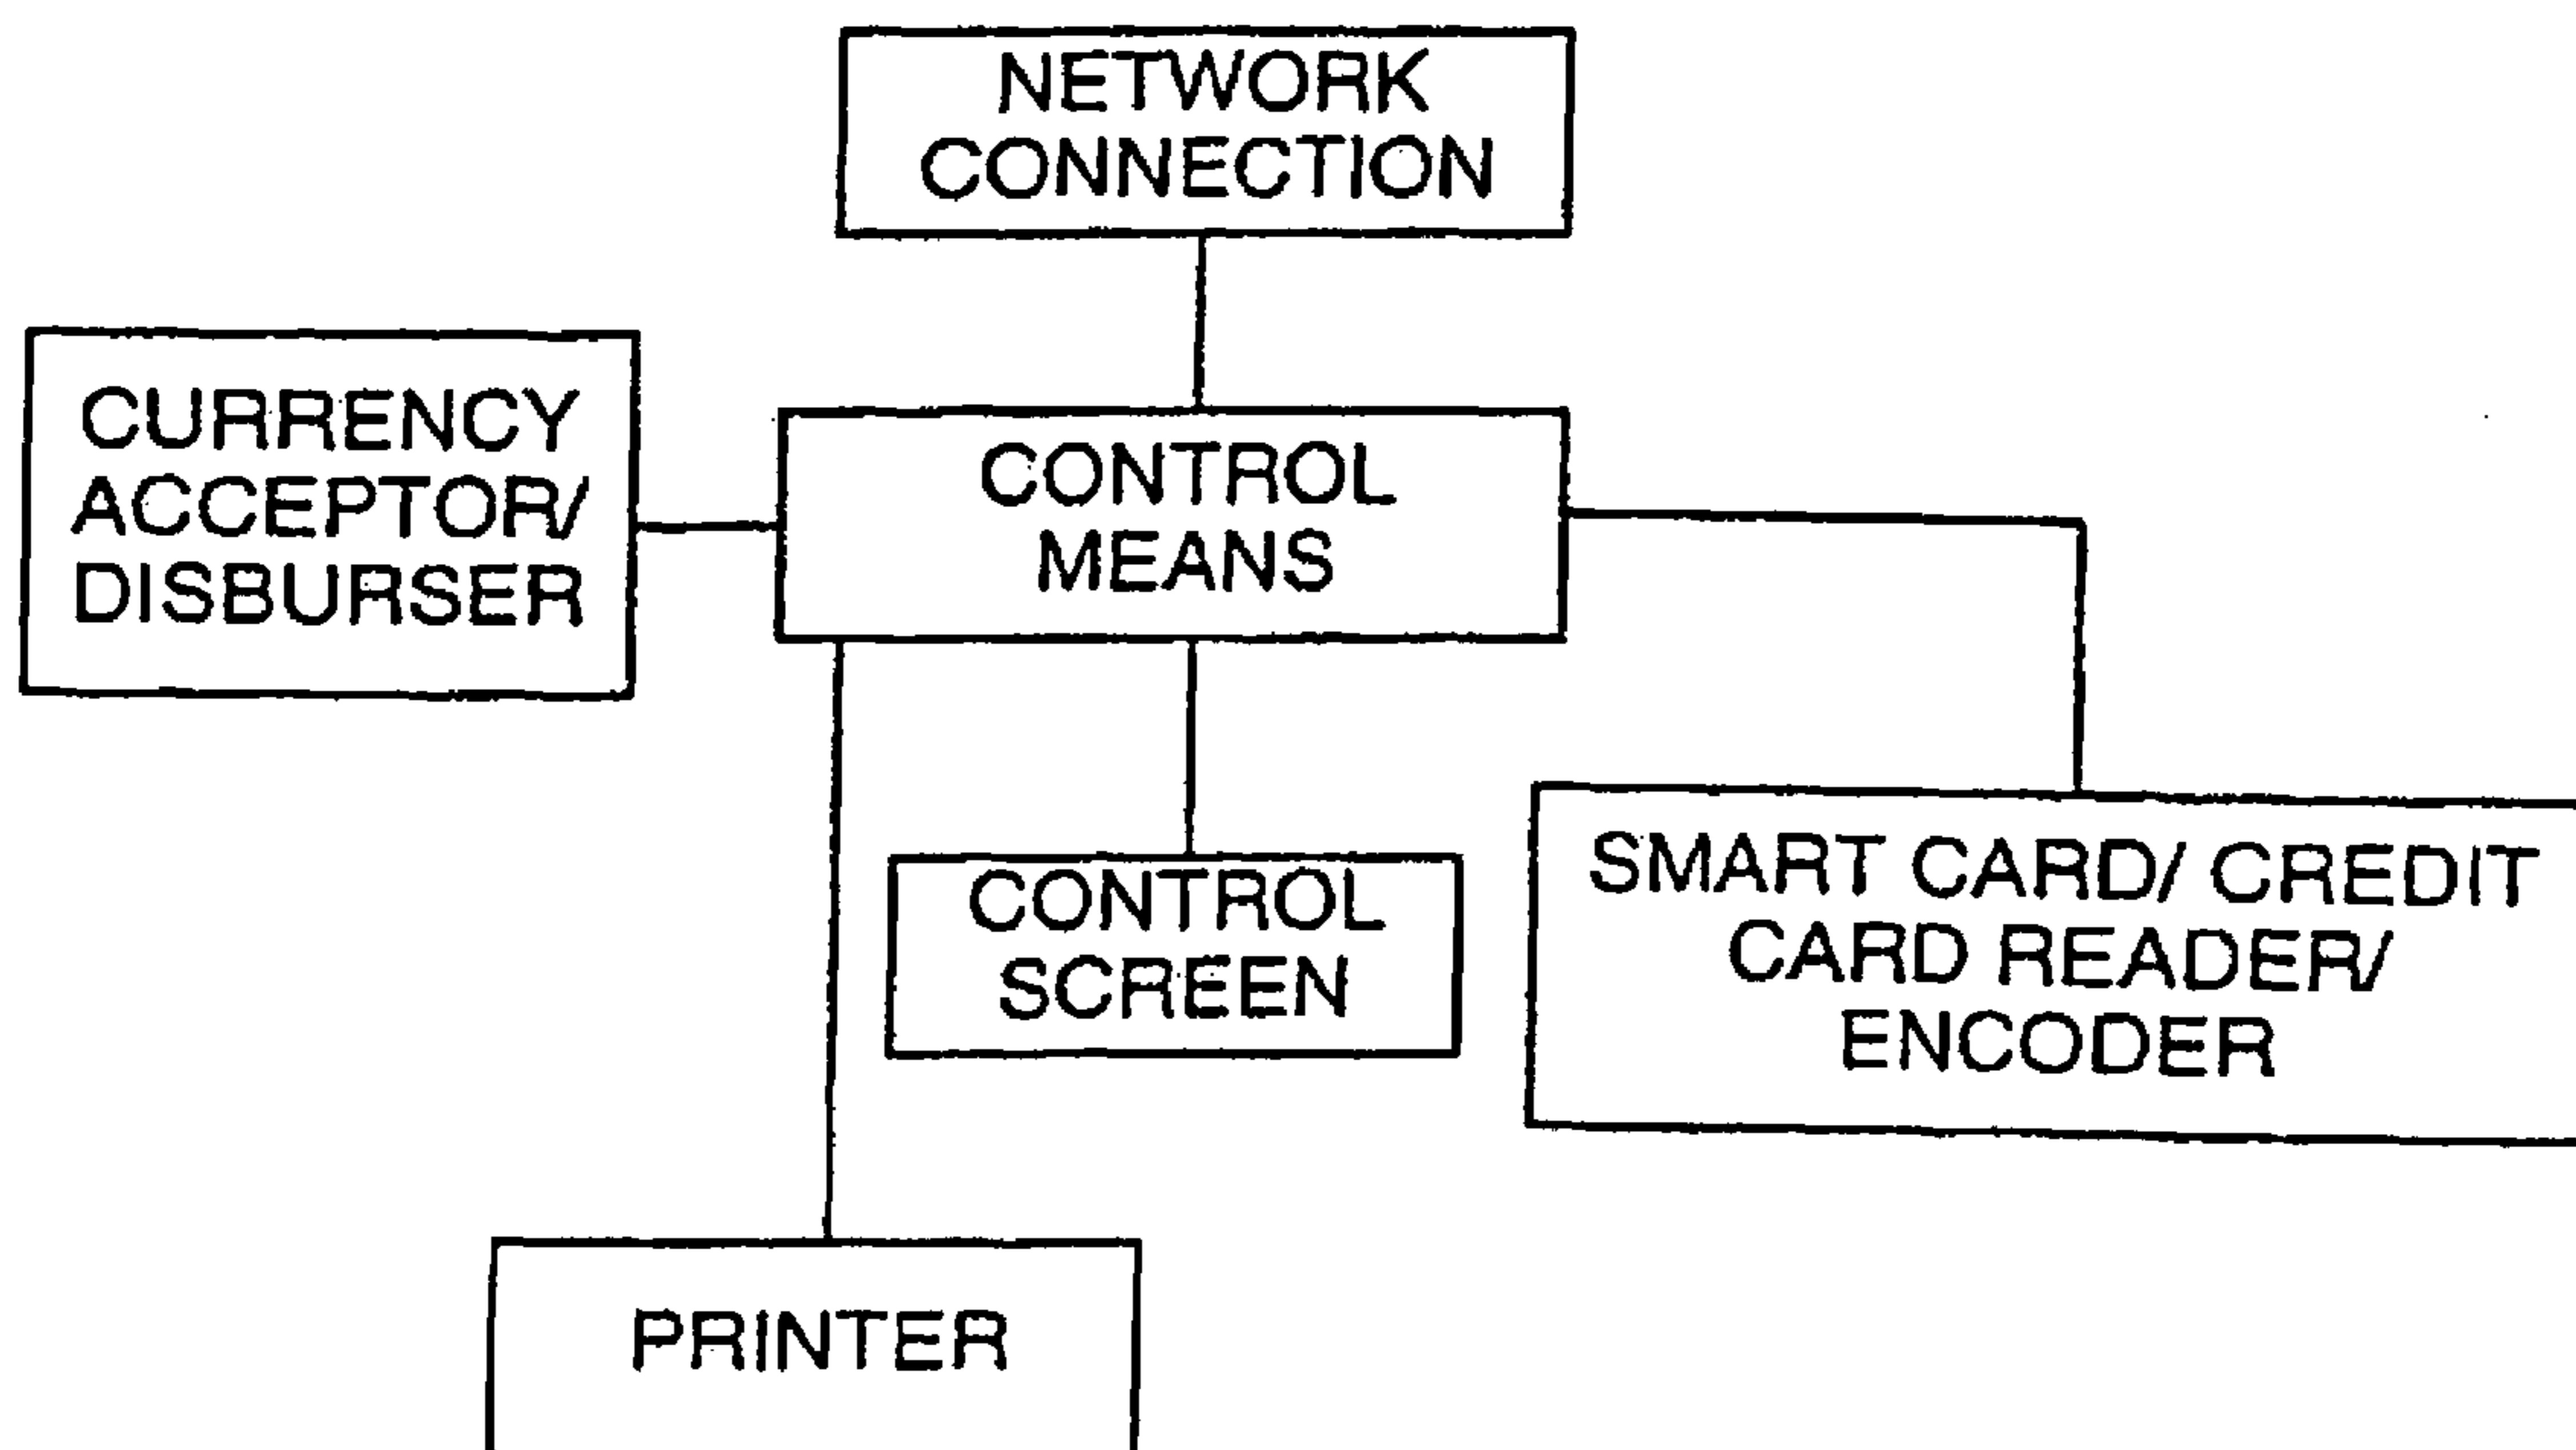 NETWORK
CONNECTION
CURRENCY
ACCEPTOR/
DISBURSER
CONTROL
MEANS
CONTROL
SCREEN
SMART CARD/ CREDIT
CARD READER/
ENCODER
PRINTER